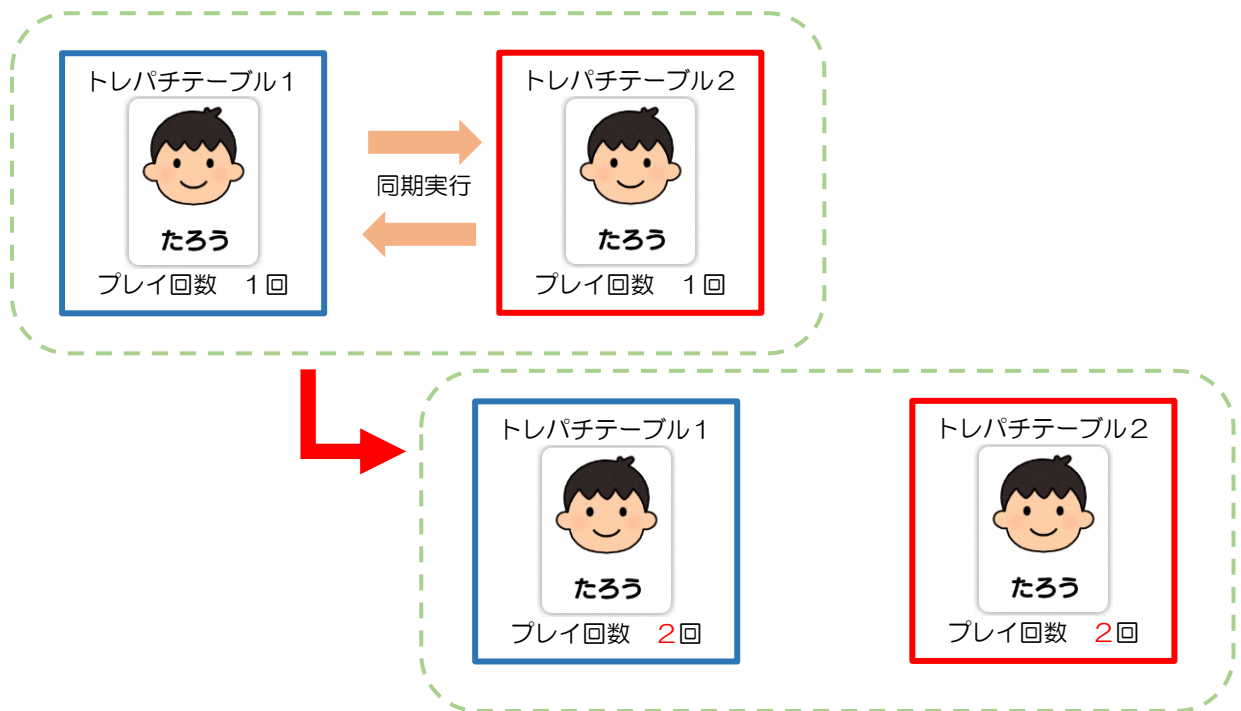 トレパチテーブル１
たろう
プレイ回数　１回
同期実行
トレパチテーブル２
たろう
プレイ回数　１回
トレパチテーブル１
たろう
プレイ回数　２回
トレパチテーブル２
たろう
プレイ回数　２回